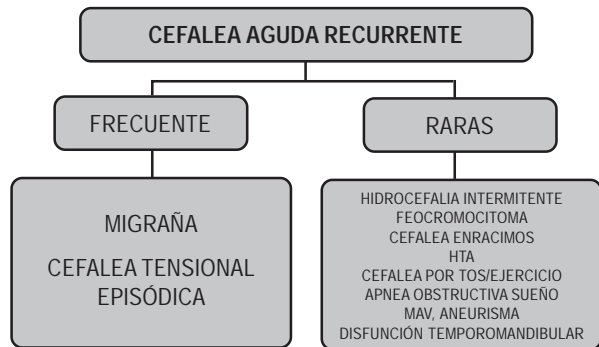 CEFALEA AGUDA RECURRENTE
FRECUENTE
RARAS
MIGRAÑA
CEFALEA TENSIONAL
EPISÓDICA
HIDROCEFALIA INTERMITENTE
FEOCROMOCITOMA
CEFALEA ENRACIMOS
HTA
CEFALEA POR TOS/EJERCICIO
APNEA OBSTRUCTIVA SUEÑO
MAV, ANEURISMA
DISFUNCIÓN TEMPOROMANDIBULAR